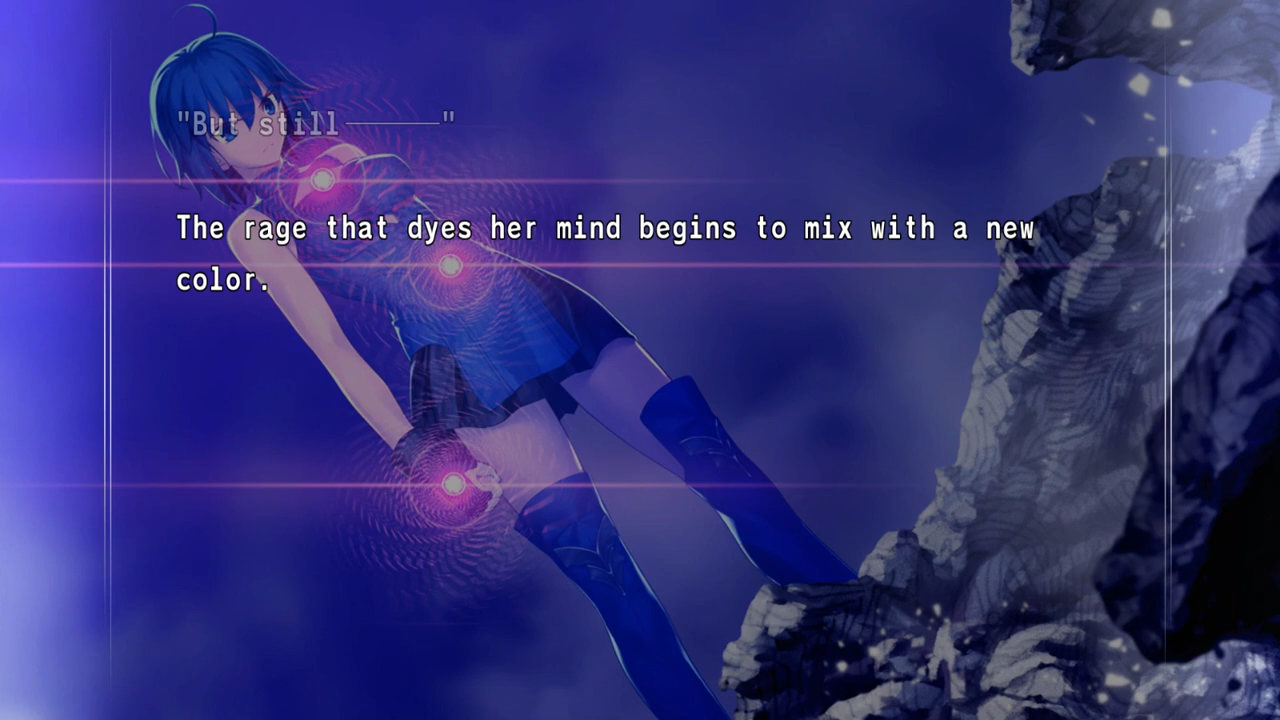 "But still————"
The rage that dyes her mind begins to mix with a new
color.